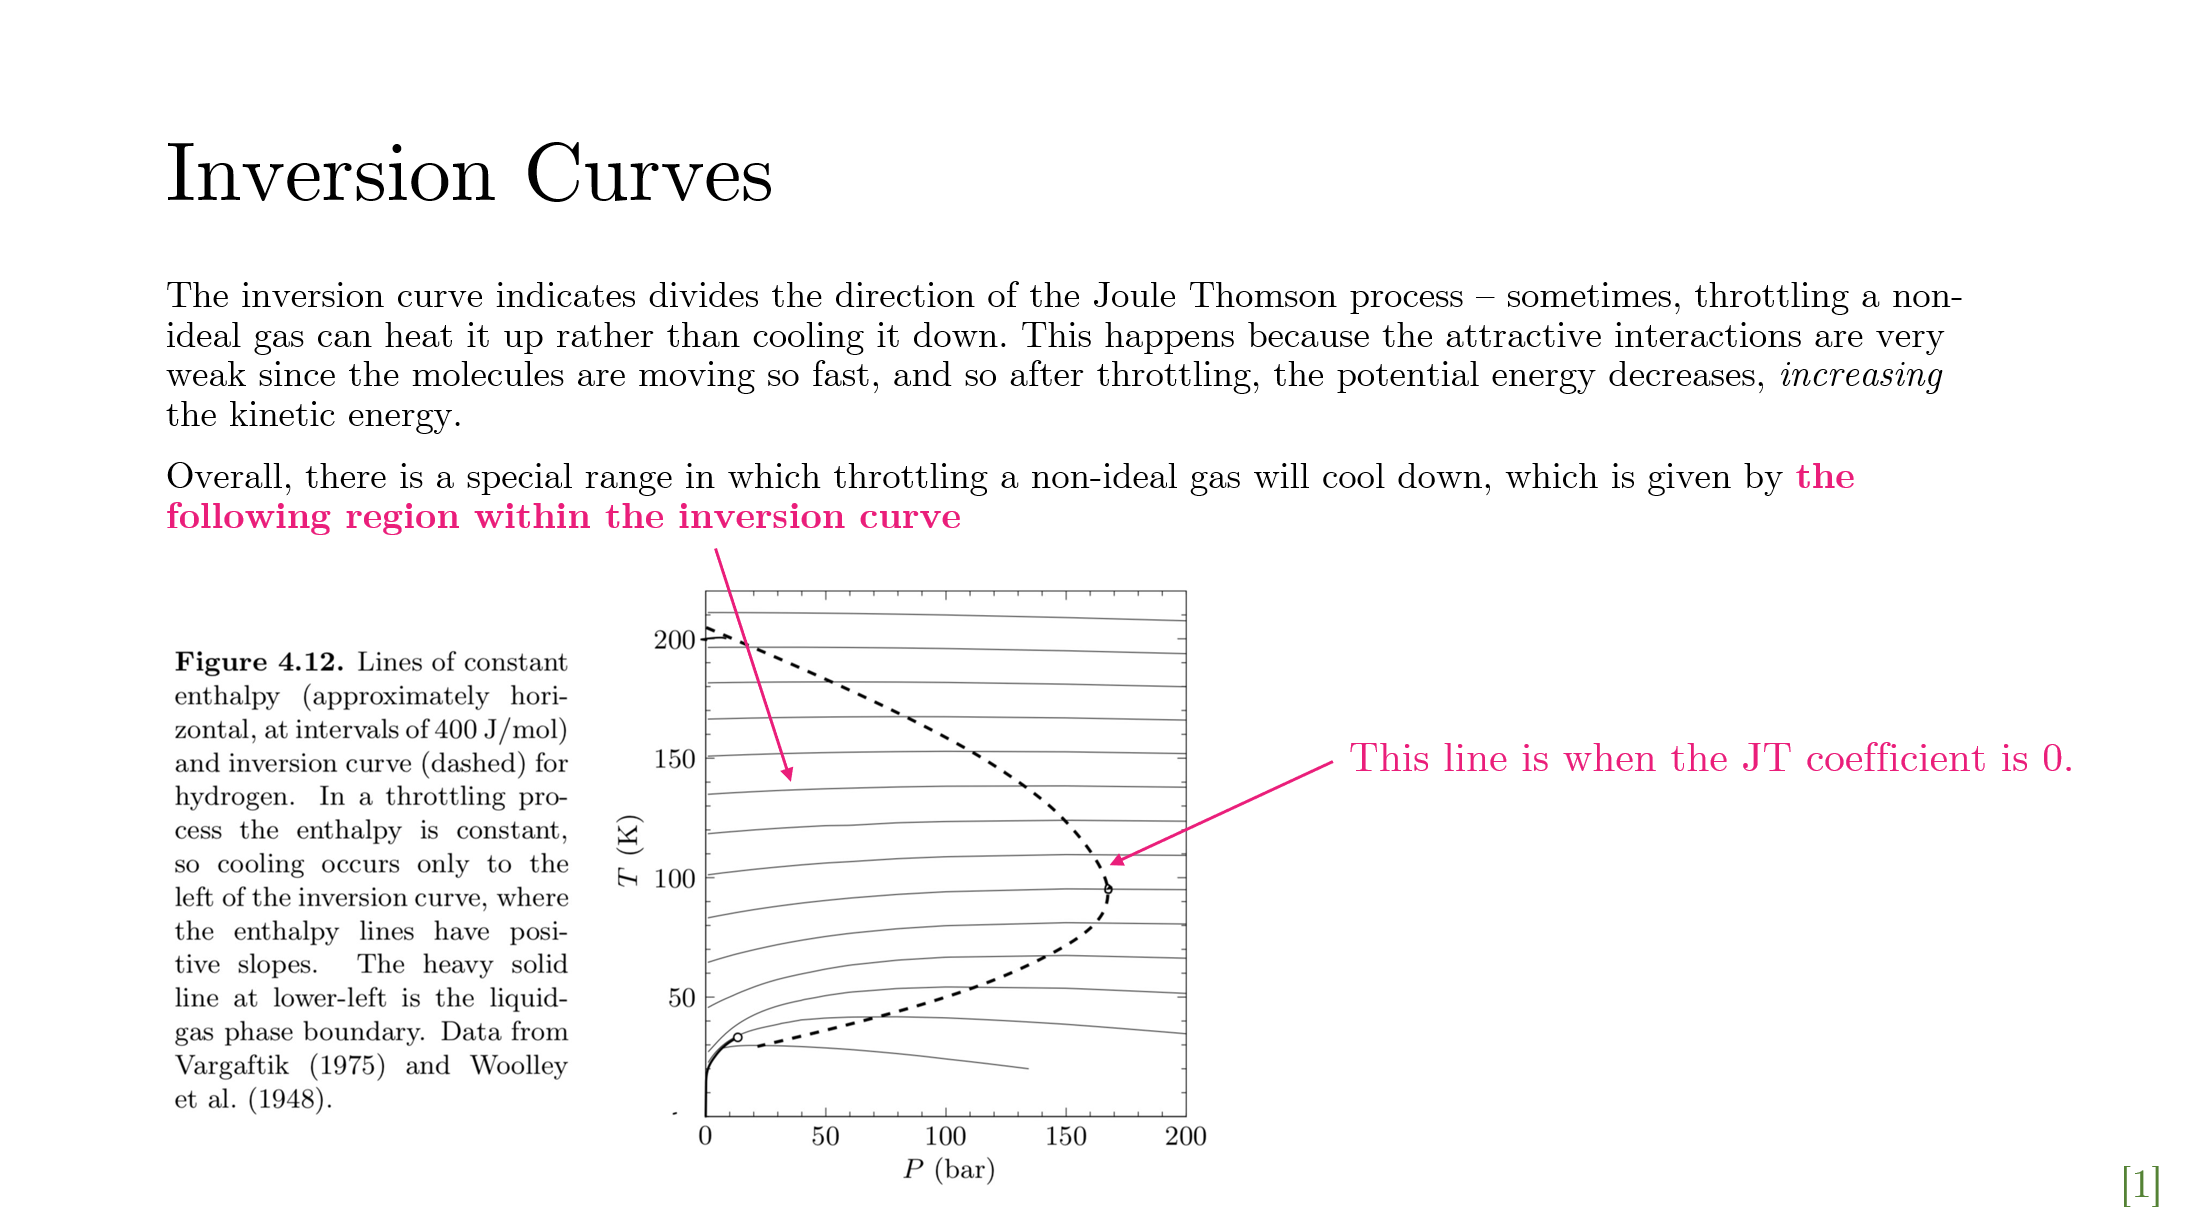 Inversion Curves
The inversion curve indicates divides the direction of the Joule Thomson process – sometimes, throttling a non-
ideal gas can heat it up rather than cooling it down. This happens because the attractive interactions are very
weak since the molecules are moving so fast, and so after throttling, the potential energy decreases, increasing
the kinetic energy.
Overall, there is a special range in which throttling a non-ideal gas will cool down, which is given by the
following region within the inversion curve
Figure 4.12. Lines of constant
enthalpy (approximately hori-
zontal, at intervals of 400 J/mol)
and inversion curve (dashed) for
hydrogen. In a throttling pro-
cess the enthalpy is constant,
so cooling occurs only to the
left of the inversion curve, where
the enthalpy lines have posi-
tive slopes. The heavy solid
line at lower-left is the liquid-
gas phase boundary. Data from
Vargaftik (1975) and Woolley
et al. (1948).
200
150
100
50
T (K)
0 50 100 150 200
P (bar)
This line is when the JT coefficient is 0.
[1]